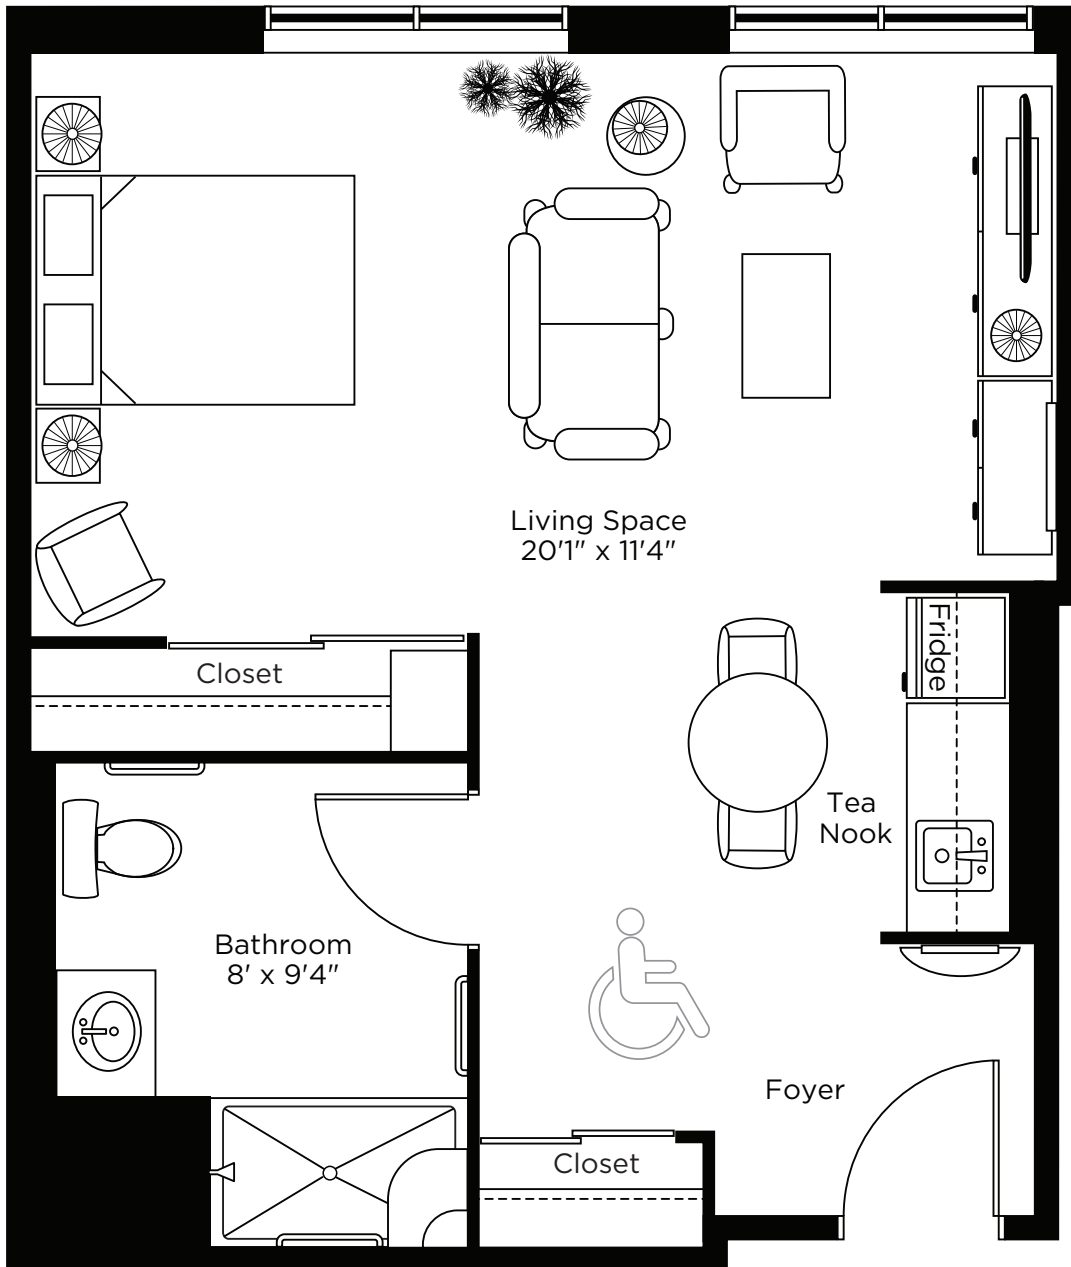 Living Space
20'1" x 11'4"
Closet
Fridge
Tea
Nook
Bathroom
8' x 9'4"
Foyer
Closet